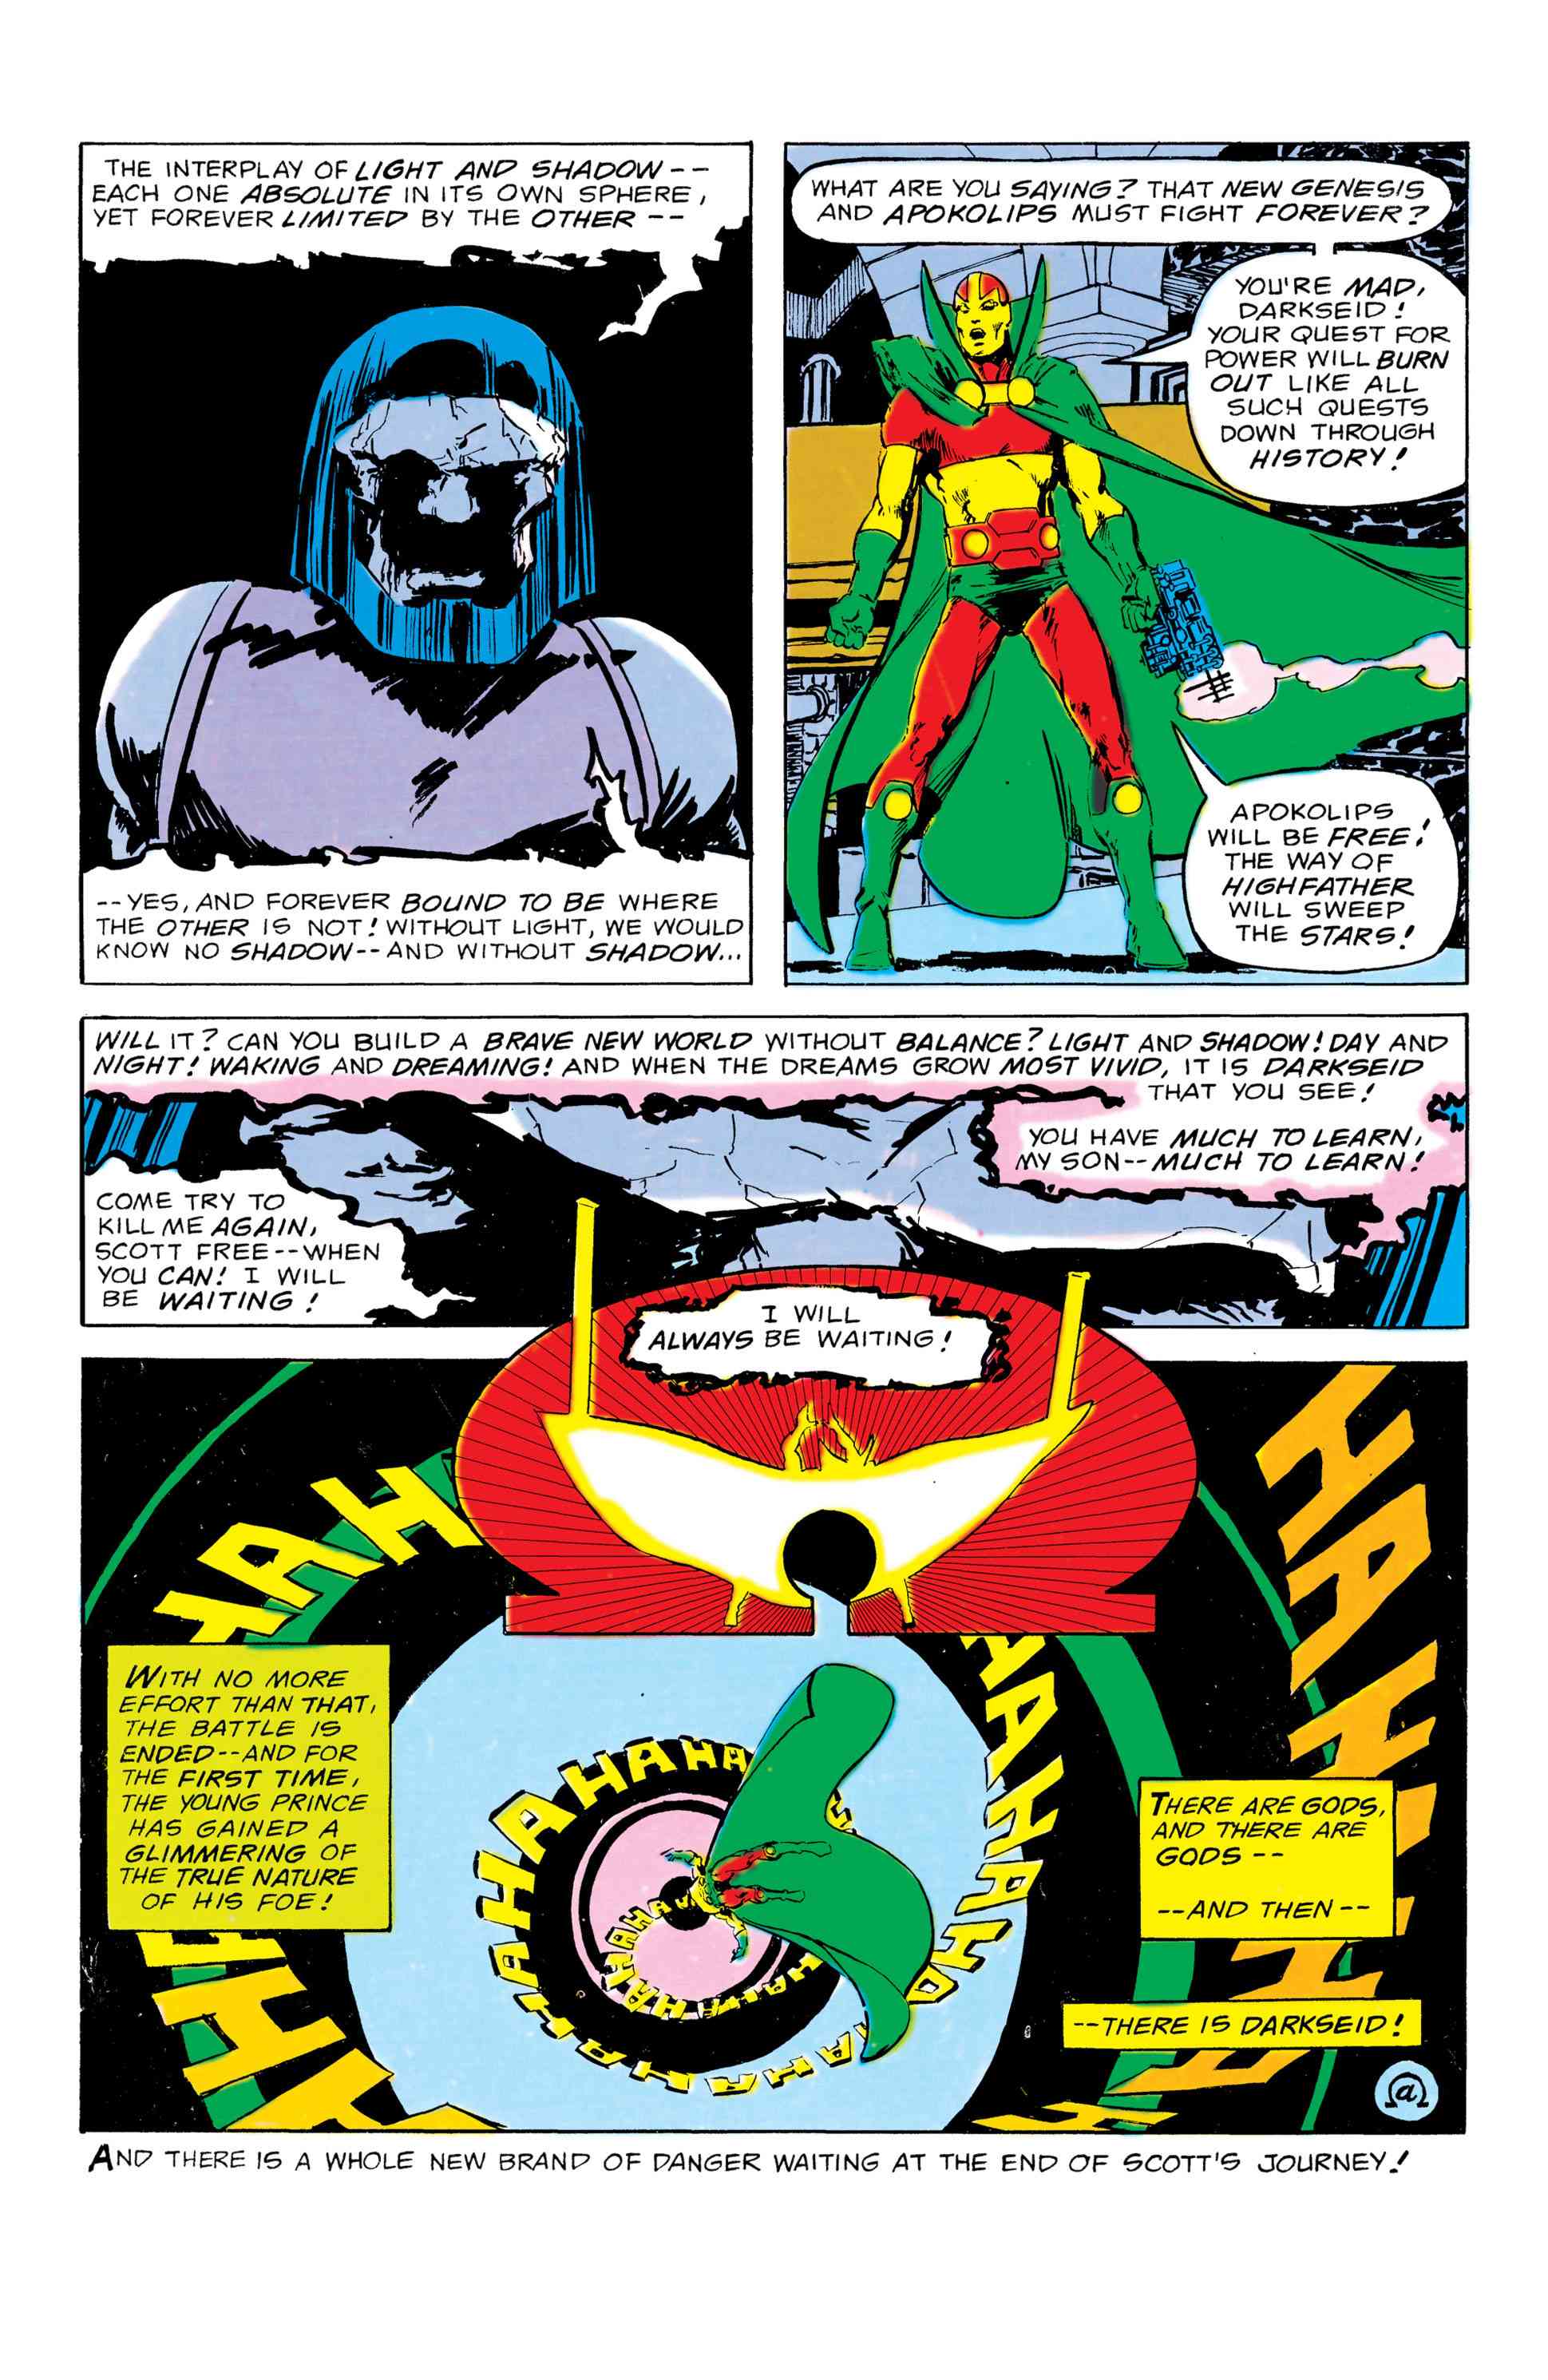 THE INTERPLAY OF LIGHT AND SHADOW--
EACH ONE ABSOLUTE IN ITS OWN SPHERE,
YET FOREVER LIMITED BY THE OTHER --
--YES, AND FOREVER BOUND TO BE WHERE
THE OTHER IS NOT! WITHOUT LIGHT, WE WOULD
KNOW NO SHADOW--AND WITHOUT SHADOW...
WHAT ARE YOU SAYING? THAT NEW GENESIS
AND APOKOLIPS MUST FIGHT FOREVER?
YOU'RE MAD,
DARKSEID!
YOUR QUEST FOR
POWER WILL BURN
OUT LIKE ALL
SUCH QUESTS
DOWN THROUGH
HISTORY!
APOKOLIPS
WILL BE FREE!
THE WAY OF
HIGHFATHER
WILL SWEEP
THE STARS!
WILL IT? CAN YOU BUILD A BRAVE NEW WORLD WITHOUT BALANCE? LIGHT AND SHADOW! DAY AND
NIGHT! WAKING AND DREAMING! AND WHEN THE DREAMS GROW MOST VIVID, IT IS DARKSEID
THAT YOU SEE!
YOU HAVE MUCH TO LEARN,
MY SON--MUCH TO LEARN!
COME TRY TO
KILL ME AGAIN,
SCOTT FREE--WHEN
YOU CAN! I WILL
BE WAITING!
I WILL
ALWAYS BE WAITING!
HAHAHAHAHAHAHAHAHA
WITH NO MORE
EFFORT THAN THAT,
THE BATTLE IS
ENDED--AND FOR
THE FIRST TIME,
THE YOUNG PRINCE
HAS GAINED A
GLIMMERING OF
THE TRUE NATURE
OF HIS FOE!
THERE ARE GODS,
AND THERE ARE
GODS --
--AND THEN --
--THERE IS DARKSEID!
AND THERE IS A WHOLE NEW BRAND OF DANGER WAITING AT THE END OF SCOTT'S JOURNEY!